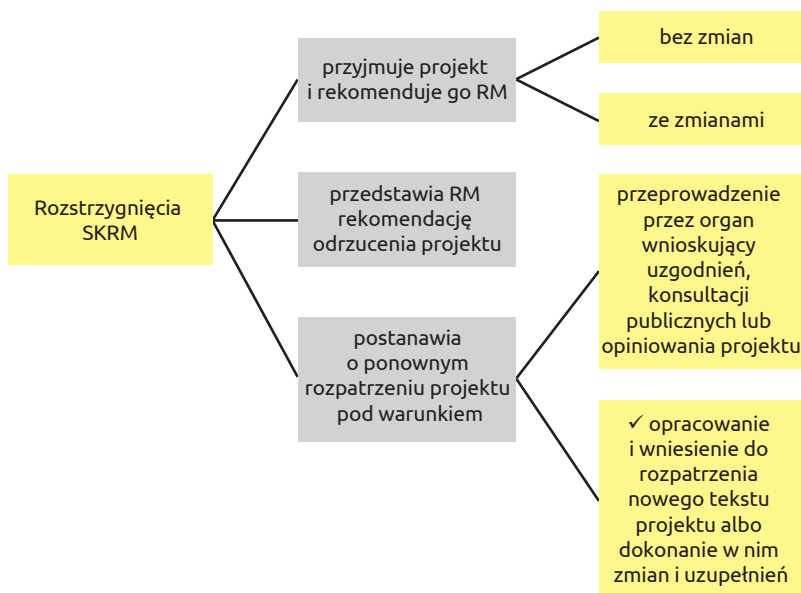 Rozstrzygnięcia
SKRM
przyjmuje projekt
i rekomenduje go RM
bez zmian
ze zmianami
przedstawia RM
rekomendację
odrzucenia projektu
postanawia
o ponownym
rozpatrzeniu projektu
pod warunkiem
przeprowadzenie
przez organ
wnioskujący
uzgodnień,
konsultacji
publicznych lub
opiniowania projektu
✓ opracowanie
i wniesienie do
rozpatrzenia
nowego tekstu
projektu albo
dokonanie w nim
zmian i uzupełnień